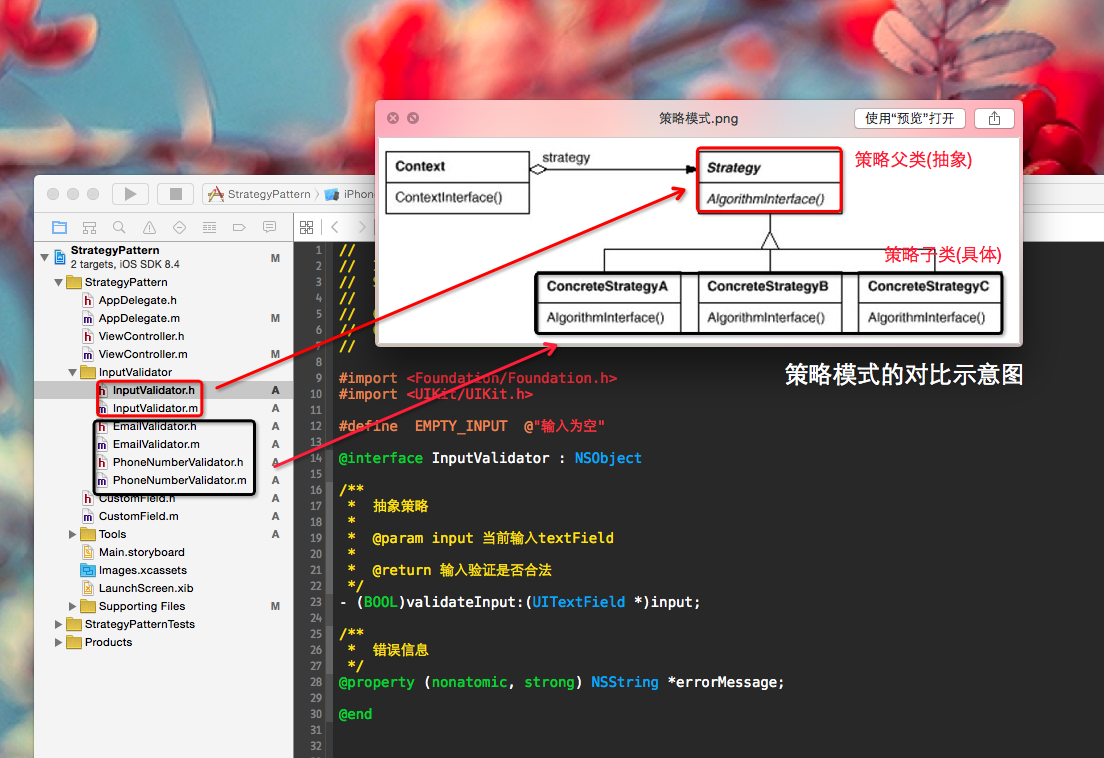 策略模式.png
使用“预览”打开
Context
ContextInterface()
strategy
Strategy
AlgorithmInterface()
策略父类(抽象)
策略子类(具体)
ConcreteStrategyA
AlgorithmInterface()
ConcreteStrategyB
AlgorithmInterface()
ConcreteStrategyC
AlgorithmInterface()
策略模式的对比示意图
StrategyPattern
StrategyPattern
2 targets, iOS SDK 8.4
M
StrategyPattern
h AppDelegate.h
m AppDelegate.m M
h ViewController.h
m ViewController.m M
InputValidator
h InputValidator.h A
m InputValidator.m A
h EmailValidator.h A
m EmailValidator.m A
h PhoneNumberValidator.h A
m PhoneNumberValidator.m A
h CustomField.h A
m CustomField.m A
Tools A
Main.storyboard
Images.xcassets
LaunchScreen.xib
Supporting Files M
StrategyPatternTests
Products
1 //
2 //
3 //
4 //
5 //
6 //
7 //
8
9 #import <Foundation/Foundation.h>
10 #import <UIKit/UIKit.h>
11
12 #define EMPTY_INPUT @"输入为空"
13
14 @interface InputValidator : NSObject
15
16 /**
17 * 抽象策略
18 *
19 * @param input 当前输入textField
20 *
21 * @return 输入验证是否合法
22 */
23 - (BOOL)validateInput:(UITextField *)input;
24
25 /**
26 * 错误信息
27 */
28 @property (nonatomic, strong) NSString *errorMessage;
29
30 @end
31
32